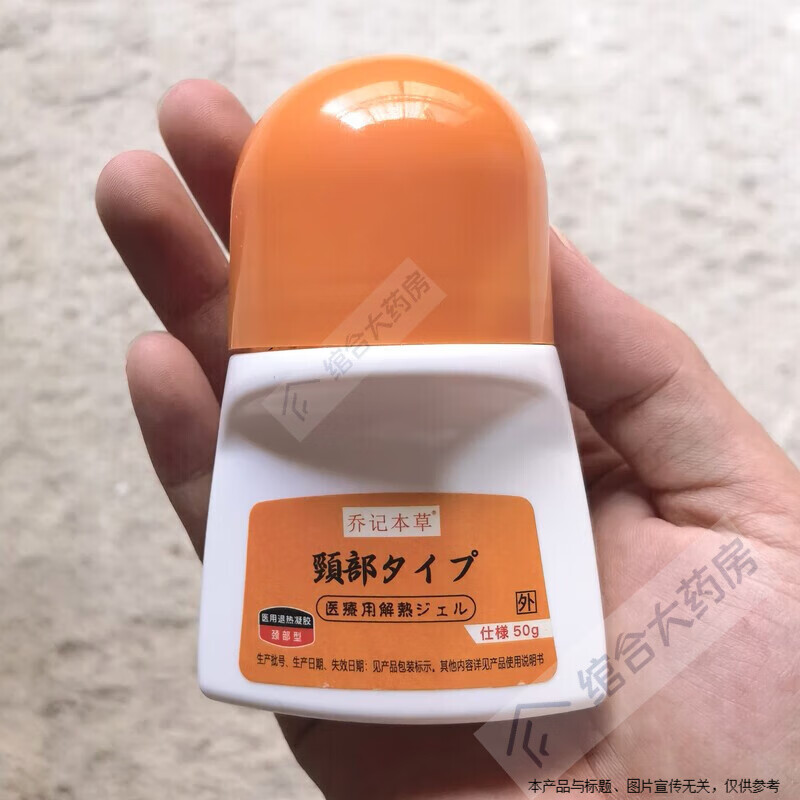 绾合大药房
乔记本草®
頸部タイプ
医療用解熱ジェル
外
医用退热凝胶
颈部型
仕様 50g
生产批号、生产日期、失效日期：见产品包装标示。其他内容详见产品使用说明书
绾合大药房
本产品与标题、图片宣传无关，仅供参考